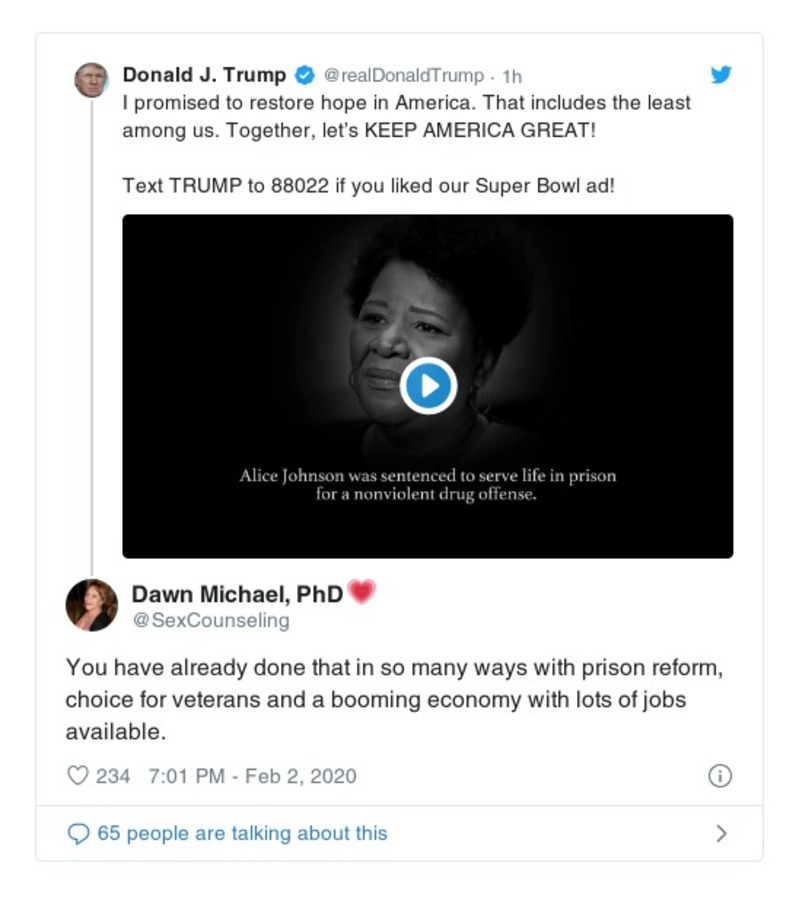 Donald J. Trump @realDonaldTrump · 1h
I promised to restore hope in America. That includes the least
among us. Together, let's KEEP AMERICA GREAT!
Text TRUMP to 88022 if you liked our Super Bowl ad!
Alice Johnson was sentenced to serve life in prison
for a nonviolent drug offense.
Dawn Michael, PhD
@SexCounseling
You have already done that in so many ways with prison reform,
choice for veterans and a booming economy with lots of jobs
available.
234 7:01 PM - Feb 2, 2020
65 people are talking about this